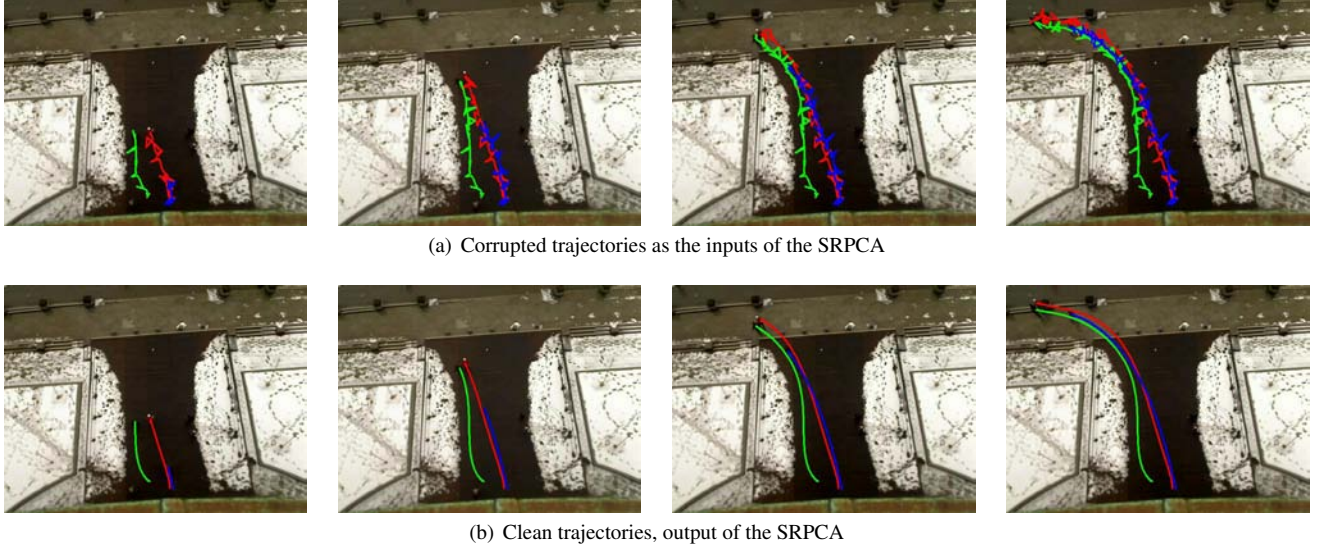 (a) Corrupted trajectories as the inputs of the SRPCA
(b) Clean trajectories, output of the SRPCA